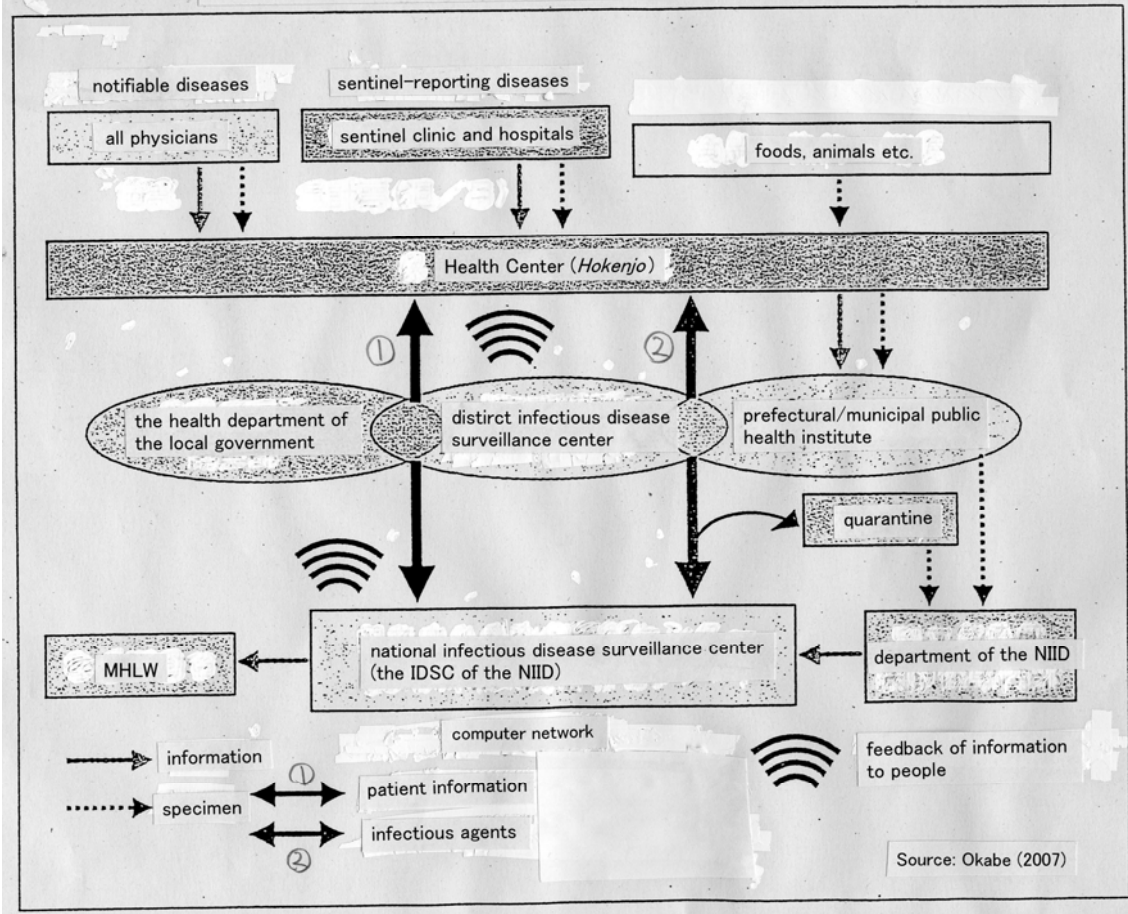 notifiable diseases
sentinel-reporting diseases
all physicians
sentinel clinic and hospitals
foods, animals etc.
Health Center (Hokenjo)
①
②
the health department of
the local government
distirct infectious disease
surveillance center
prefectural/municipal public
health institute
quarantine
MHLW
national infectious disease surveillance center
(the IDSC of the NIID)
department of the NIID
computer network
information
specimen
①
patient information
infectious agents
②
feedback of information
to people
Source: Okabe (2007)